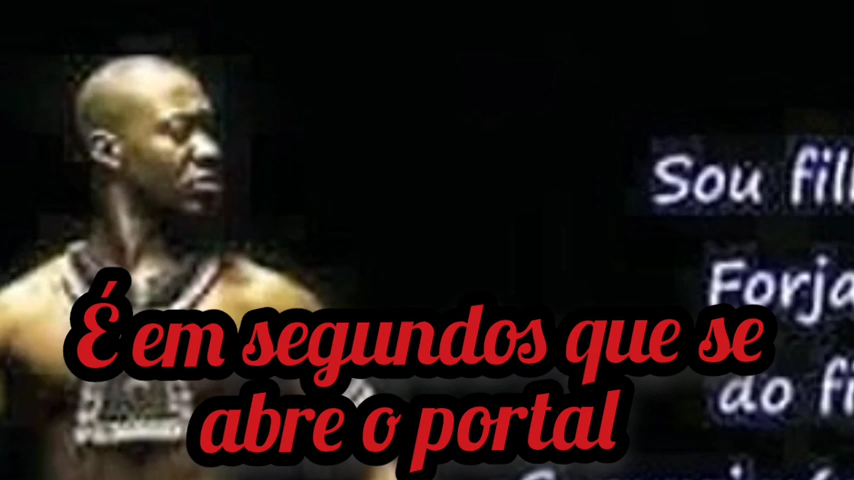 Sou fil
Forja
ao fi
É em segundos que se
abre o portal